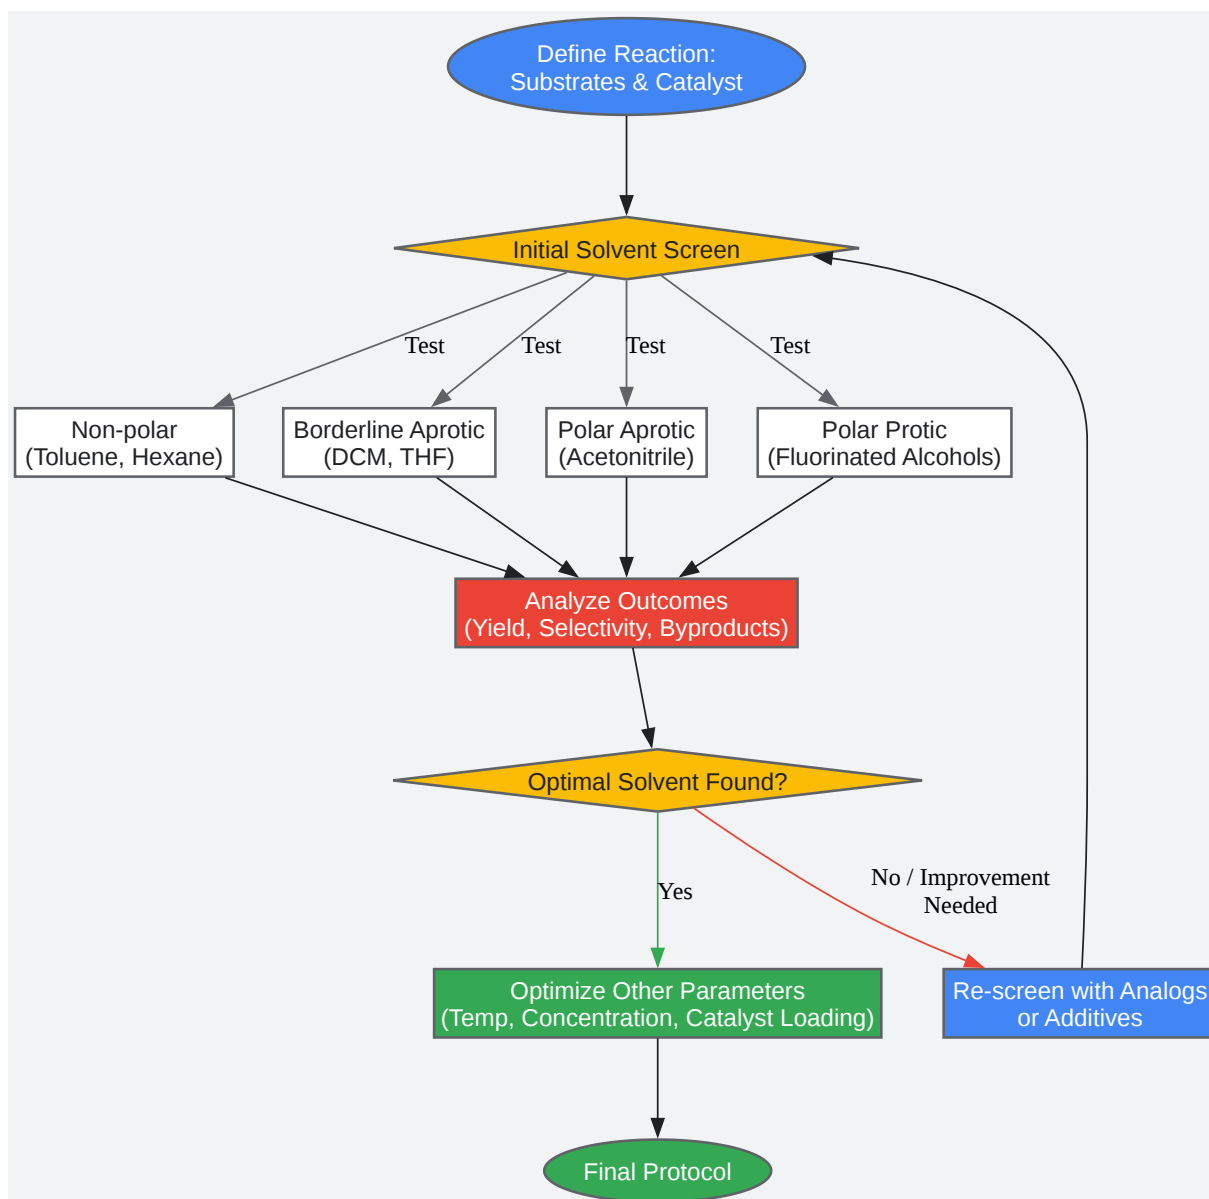 Define Reaction:
Substrates & Catalyst
Initial Solvent Screen
Test
Test
Test
Test
Non-polar
(Toluene, Hexane)
Borderline Aprotic
(DCM, THF)
Polar Aprotic
(Acetonitrile)
Polar Protic
(Fluorinated Alcohols)
Analyze Outcomes
(Yield, Selectivity, Byproducts)
Optimal Solvent Found?
Yes
No / Improvement
Needed
Optimize Other Parameters
(Temp, Concentration, Catalyst Loading)
Re-screen with Analogs
or Additives
Final Protocol